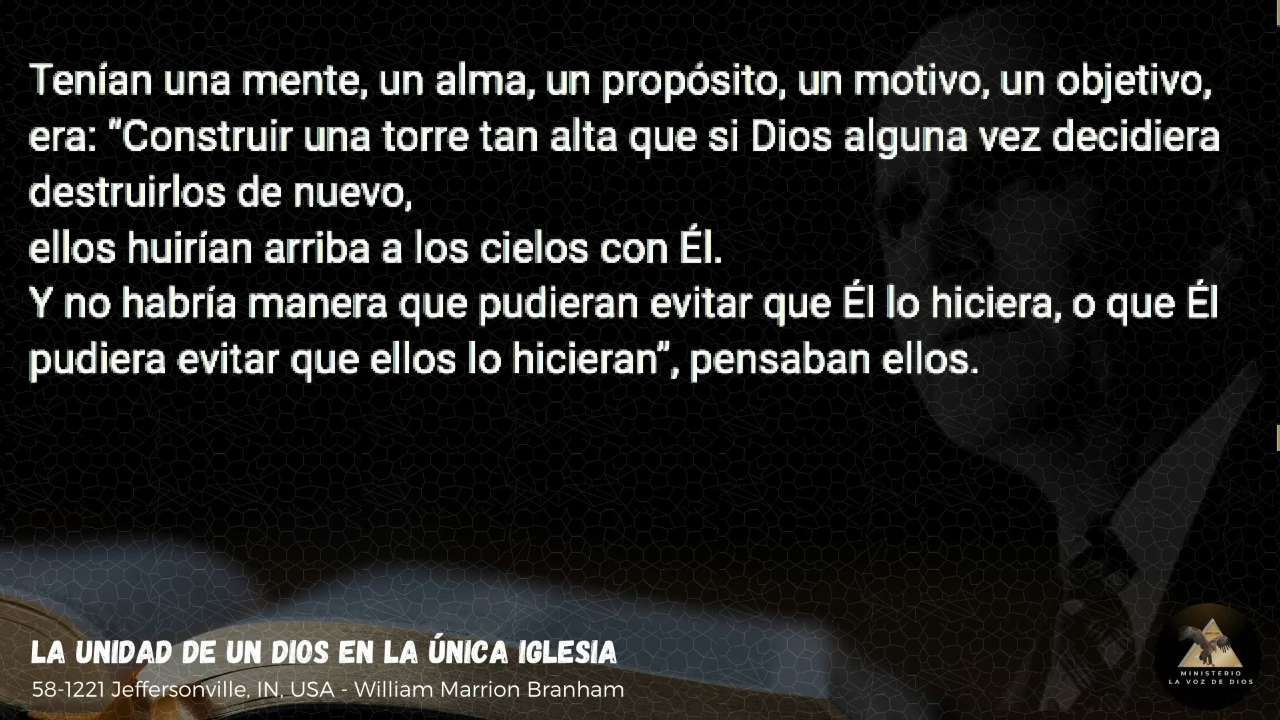 Tenían una mente, un alma, un propósito, un motivo, un objetivo,
era: "Construir una torre tan alta que si Dios alguna vez decidiera
destruirlos de nuevo,
ellos huirían arriba a los cielos con Él.
Y no habría manera que pudieran evitar que Él lo hiciera, o que Él
pudiera evitar que ellos lo hicieran", pensaban ellos.
LA UNIDAD DE UN DIOS EN LA ÚNICA IGLESIA
58-1221 Jeffersonville, IN, USA - William Marrion Branham
MINISTERIO
LA VOZ DE DIOS